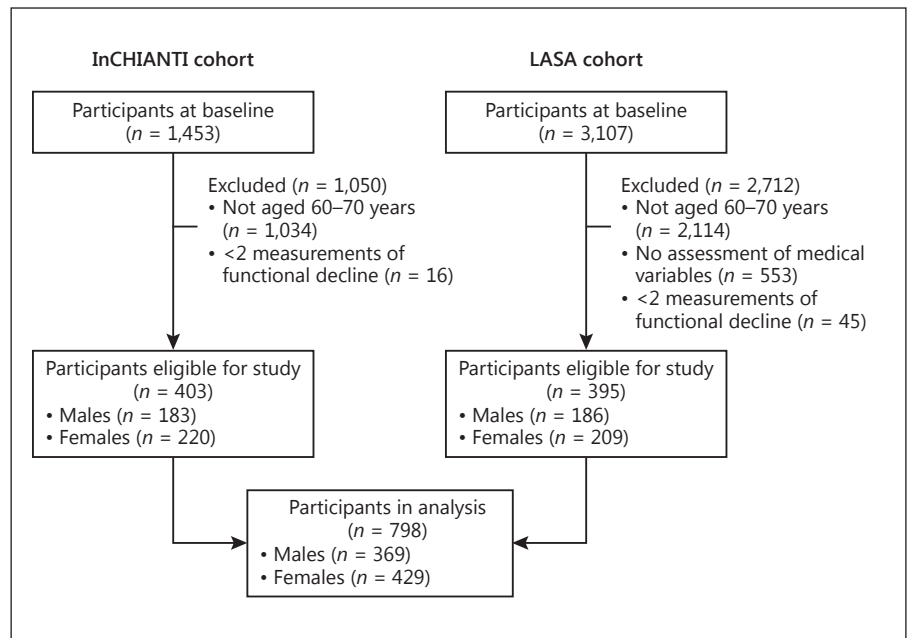 InCHIANTI cohort
Participants at baseline
(n = 1,453)
Excluded (n = 1,050)
• Not aged 60–70 years
(n = 1,034)
• <2 measurements of
functional decline (n = 16)
Participants eligible for study
(n = 403)
• Males (n = 183)
• Females (n = 220)
LASA cohort
Participants at baseline
(n = 3,107)
Excluded (n = 2,712)
• Not aged 60–70 years
(n = 2,114)
• No assessment of medical
variables (n = 553)
• <2 measurements of
functional decline (n = 45)
Participants eligible for study
(n = 395)
• Males (n = 186)
• Females (n = 209)
Participants in analysis
(n = 798)
• Males (n = 369)
• Females (n = 429)